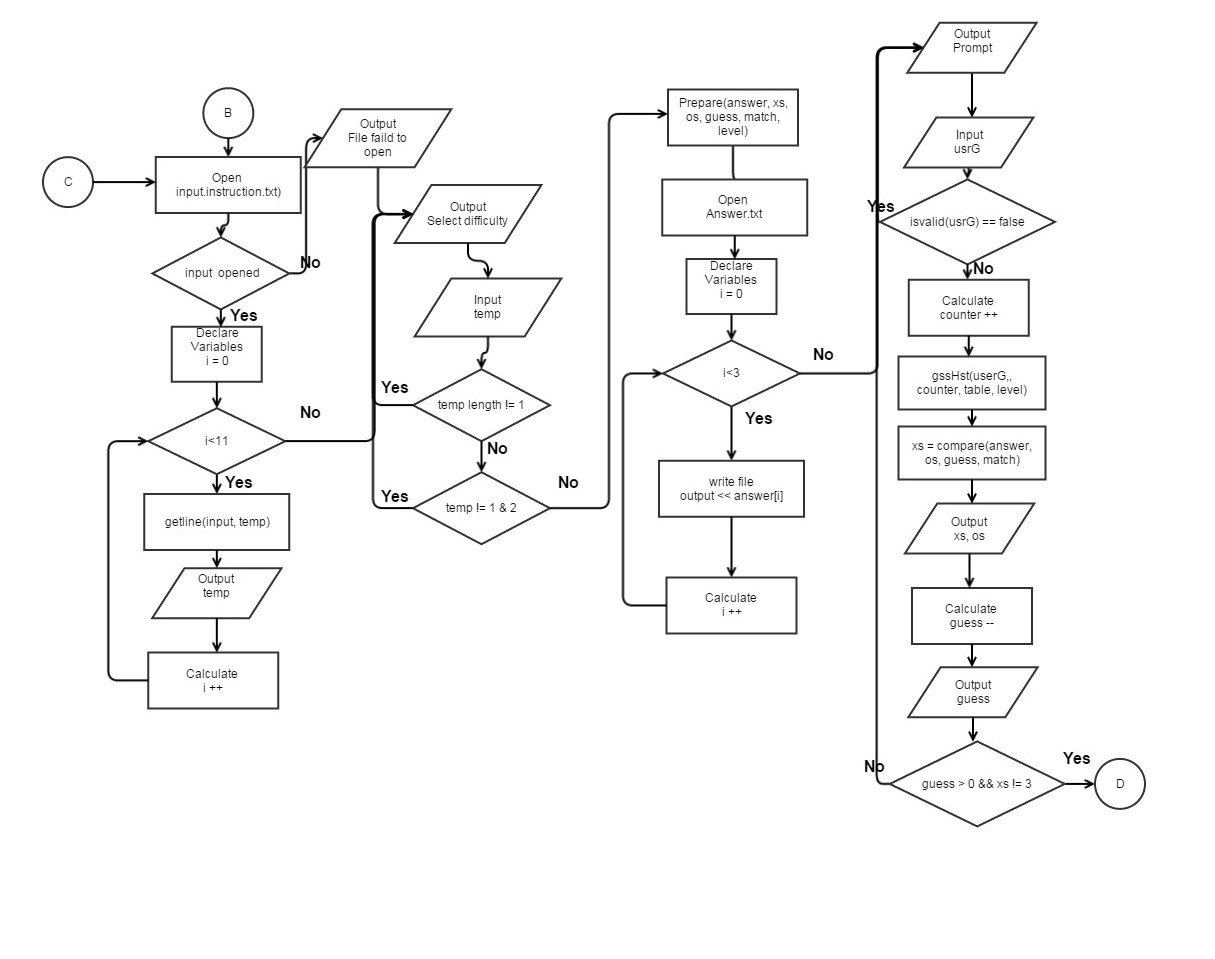 B
C
Open
input.instruction.txt)
input opened
No
Yes
Declare
Variables
i = 0
i<11
No
Yes
getline(input, temp)
Output
temp
Calculate
i ++
Output
File faild to
open
Output
Select difficulty
Input
temp
temp length != 1
Yes
No
temp != 1 & 2
Yes
No
Prepare(answer, xs,
os, guess, match,
level)
Open
Answer.txt
Declare
Variables
i = 0
i<3
No
Yes
write file
output << answer[i]
Calculate
i ++
Output
Prompt
Input
usrG
Yes
isvalid(usrG) == false
No
Calculate
counter ++
gssHst(userG,,
counter, table, level)
xs = compare(answer,
os, guess, match)
Output
xs, os
Calculate
guess --
Output
guess
No
guess > 0 && xs != 3
Yes
D